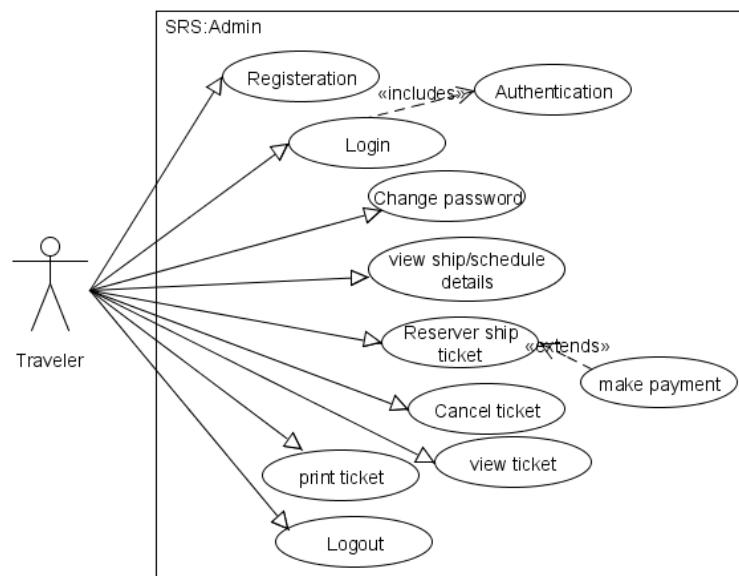 SRS:Admin
Registeration
«includes»
Authentication
Login
Change password
view ship/schedule
details
Reserver ship
ticket
«extends»
make payment
Traveler
Cancel ticket
view ticket
print ticket
Logout